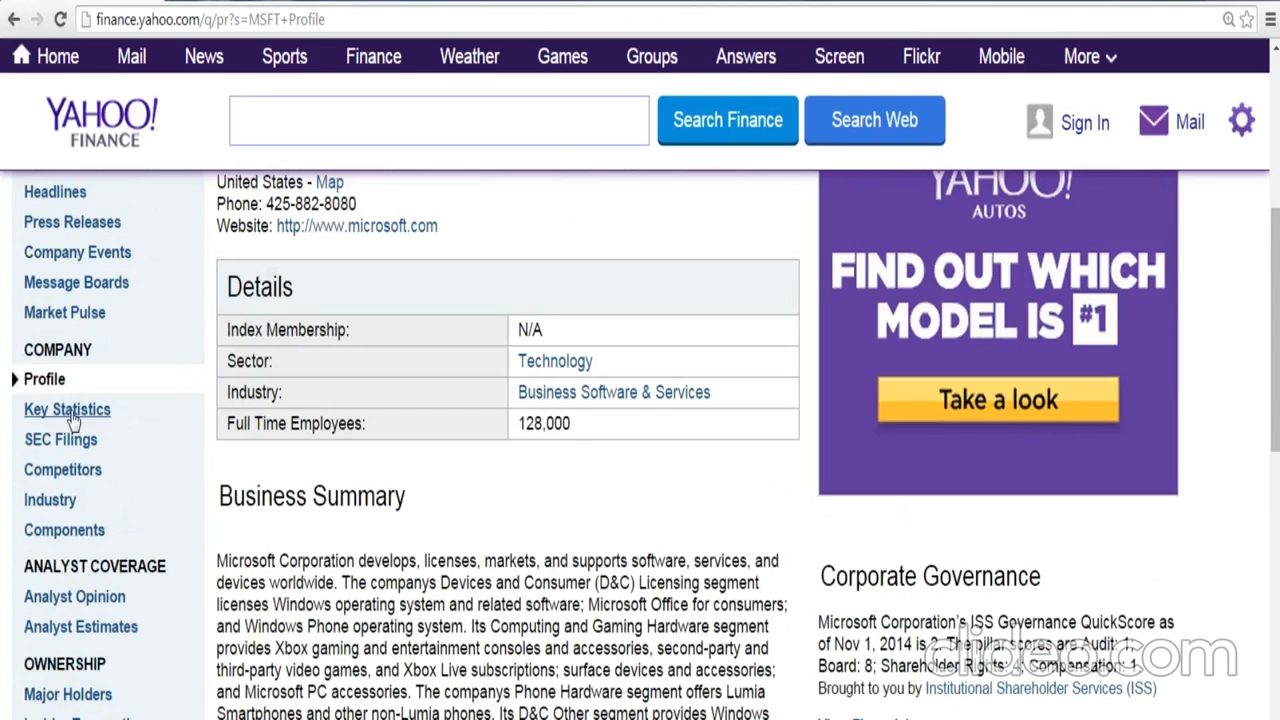 finance.yahoo.com/q/pr?s=MSFT+Profile
Home Mail News Sports Finance Weather Games Groups Answers Screen Flickr Mobile More
YAHOO!
FINANCE
Search Finance
Search Web
Sign In
Mail
Headlines
Press Releases
Company Events
Message Boards
Market Pulse
COMPANY
Profile
Key Statistics
SEC Filings
Competitors
Industry
Components
ANALYST COVERAGE
Analyst Opinion
Analyst Estimates
OWNERSHIP
Major Holders
United States - Map
Phone: 425-882-8080
Website: http://www.microsoft.com
Details
Index Membership: N/A
Sector: Technology
Industry: Business Software & Services
Full Time Employees: 128,000
Business Summary
Microsoft Corporation develops, licenses, markets, and supports software, services, and
devices worldwide. The companys Devices and Consumer (D&C) Licensing segment
licenses Windows operating system and related software; Microsoft Office for consumers;
and Windows Phone operating system. Its Computing and Gaming Hardware segment
provides Xbox gaming and entertainment consoles and accessories, second-party and
third-party video games, and Xbox Live subscriptions; surface devices and accessories;
and Microsoft PC accessories. The companys Phone Hardware segment offers Lumia
Smartphones and other non-Lumia phones. Its D&C Other segment provides Windows
YAHOO!
AUTOS
FIND OUT WHICH
MODEL IS #1
Take a look
Corporate Governance
Microsoft Corporation's ISS Governance QuickScore as
of Nov 1, 2014 is 2. The pillar scores are Audit: 1
Board: 8; Shareholder Rights: 4; Compensation: 1.
Brought to you by Institutional Shareholder Services (ISS)
clideo.com